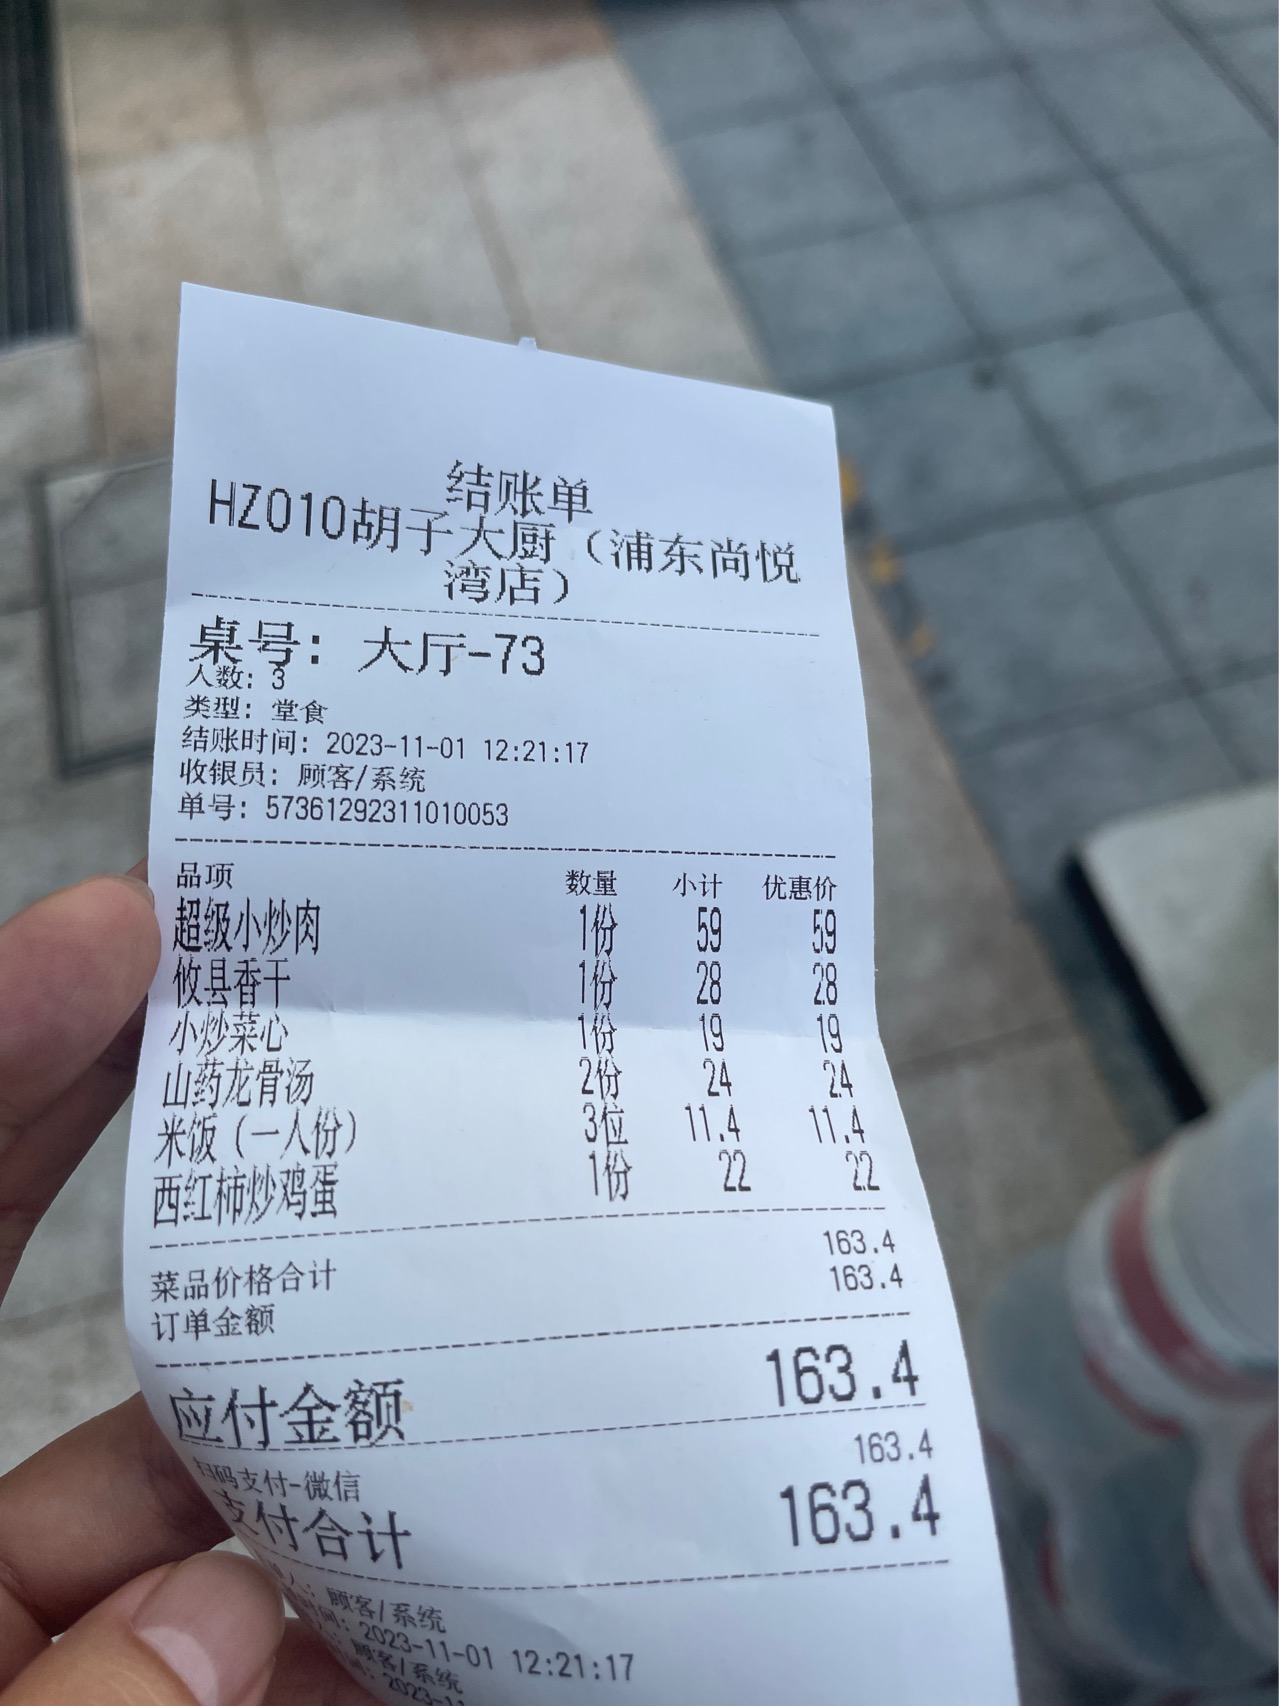 结账单
HZ010胡子大厨（浦东尚悦
湾店）
桌号： 大厅-73
人数: 3
类型: 堂食
结账时间: 2023-11-01 12:21:17
收银员: 顾客/系统
单号: 57361292311010053
品项 数量 小计 优惠价
超级小炒肉 1份 59 59
攸县香干 1份 28 28
小炒菜心 1份 19 19
山药龙骨汤 2份 24 24
米饭（一人份） 3位 11.4 11.4
西红柿炒鸡蛋 1份 22 22
菜品价格合计 163.4
订单金额 163.4
应付金额 163.4
扫码支付-微信 163.4
支付合计 163.4
人: 顾客/系统
时间: 2023-11-01 12:21:17
顾客/系统
2023-11